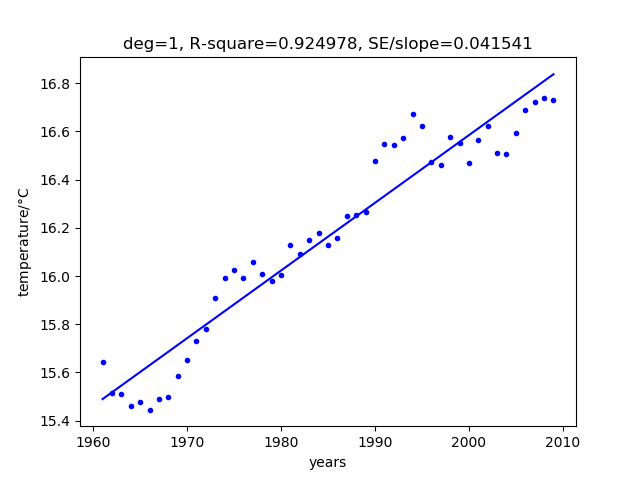 deg=1, R-square=0.924978, SE/slope=0.041541
temperature/°C
16.8
16.6
16.4
16.2
16.0
15.8
15.6
15.4
1960 1970 1980 1990 2000 2010
years